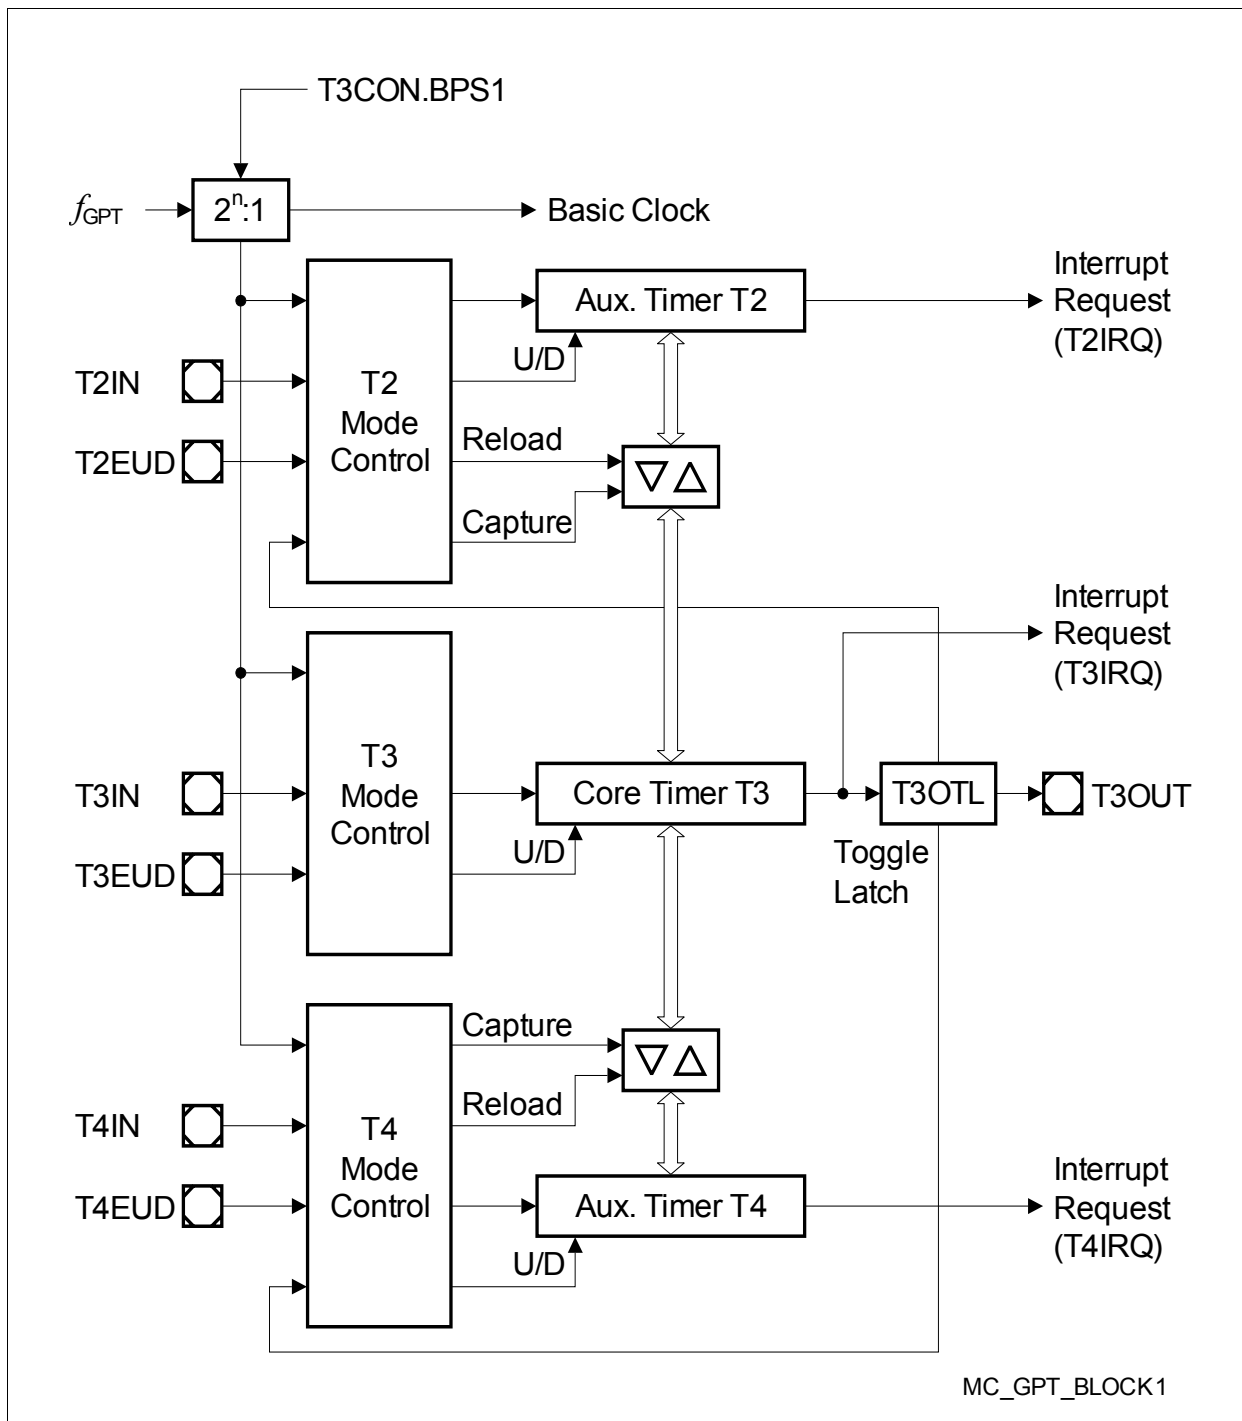 T3CON.BPS1
fGPT
2ⁿ:1
Basic Clock
Interrupt
Request
(T2IRQ)
Aux. Timer T2
U/D
T2IN
T2EUD
T2
Mode
Control
Reload
Capture
Interrupt
Request
(T3IRQ)
T3
Mode
Control
T3IN
T3EUD
Core Timer T3
U/D
T3OTL
T3OUT
Toggle
Latch
Capture
Reload
T4IN
T4EUD
T4
Mode
Control
Aux. Timer T4
U/D
Interrupt
Request
(T4IRQ)
MC_GPT_BLOCK1